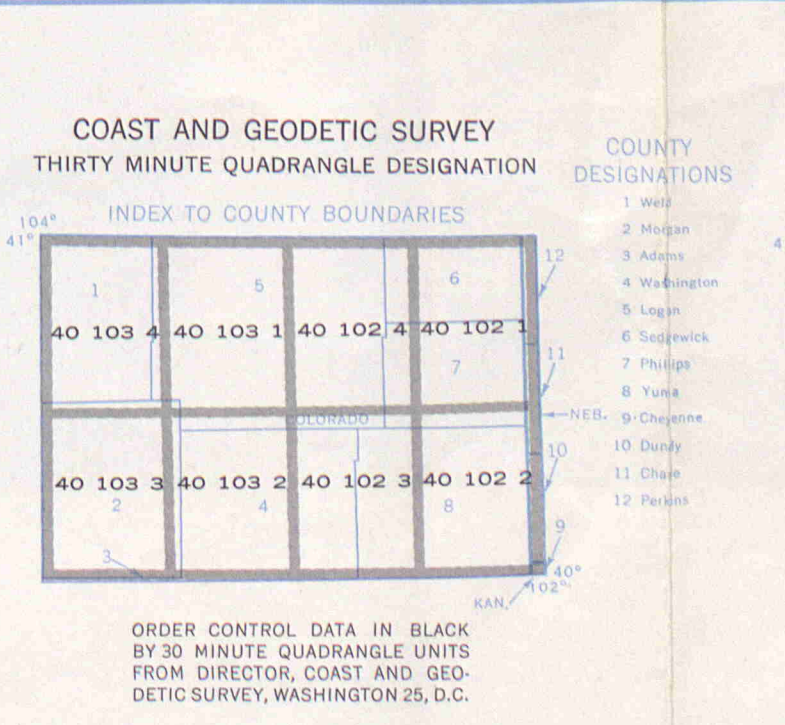 COAST AND GEODETIC SURVEY
THIRTY MINUTE QUADRANGLE DESIGNATION
INDEX TO COUNTY BOUNDARIES
104°
41°
1
5
6
12
40 103 4
40 103 1
40 102 4
40 102 1
7
11
COLORADO
NEB.
10
40 103 3
40 103 2
40 102 3
40 102 2
2
4
8
9
3
40°
102°
KAN.
ORDER CONTROL DATA IN BLACK
BY 30 MINUTE QUADRANGLE UNITS
FROM DIRECTOR, COAST AND GEO-
DETIC SURVEY, WASHINGTON 25, D.C.
COUNTY
DESIGNATIONS
1 Weld
2 Morgan
3 Adams
4 Washington
5 Logan
6 Sedgewick
7 Phillips
8 Yuma
9 Cheyenne
10 Dundy
11 Chase
12 Perkins
4